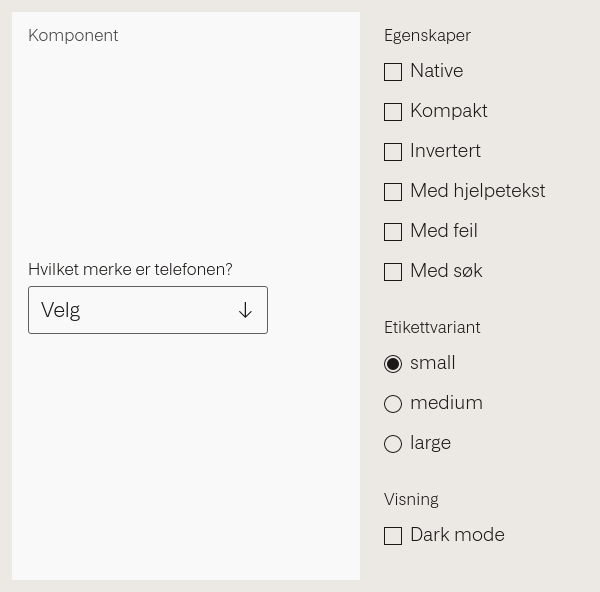 Komponent
Hvilket merke er telefonen?
Velg
Egenskaper
Native
Kompakt
Invertert
Med hjelpetekst
Med feil
Med søk
Etikettvariant
small
medium
large
Visning
Dark mode